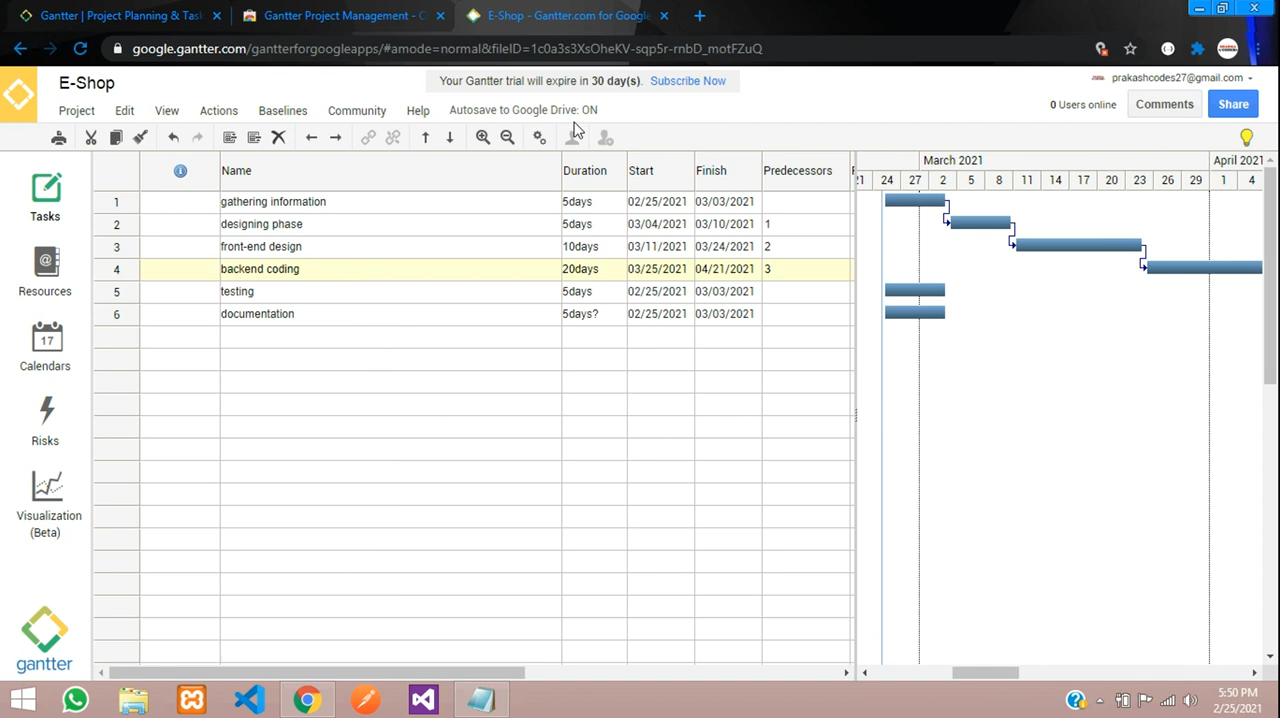 Gantter | Project Planning & Task
Gantter Project Management - C
E-Shop - Gantter.com for Google
google.gantter.com/gantterforgoogleapps/#amode=normal&fileID=1c0a3s3XsOheKV-sqp5r-rnbD_motFZuQ
E-Shop
Your Gantter trial will expire in 30 day(s). Subscribe Now
prakashcodes27@gmail.com
Project Edit View Actions Baselines Community Help Autosave to Google Drive: ON
0 Users online Comments Share
Name Duration Start Finish Predecessors
March 2021 April 2021
21 24 27 2 5 8 11 14 17 20 23 26 29 1 4
1 gathering information 5days 02/25/2021 03/03/2021
2 designing phase 5days 03/04/2021 03/10/2021 1
3 front-end design 10days 03/11/2021 03/24/2021 2
4 backend coding 20days 03/25/2021 04/21/2021 3
5 testing 5days 02/25/2021 03/03/2021
6 documentation 5days? 02/25/2021 03/03/2021
Tasks
Resources
17
Calendars
Risks
Visualization
(Beta)
gantter
5:50 PM
2/25/2021